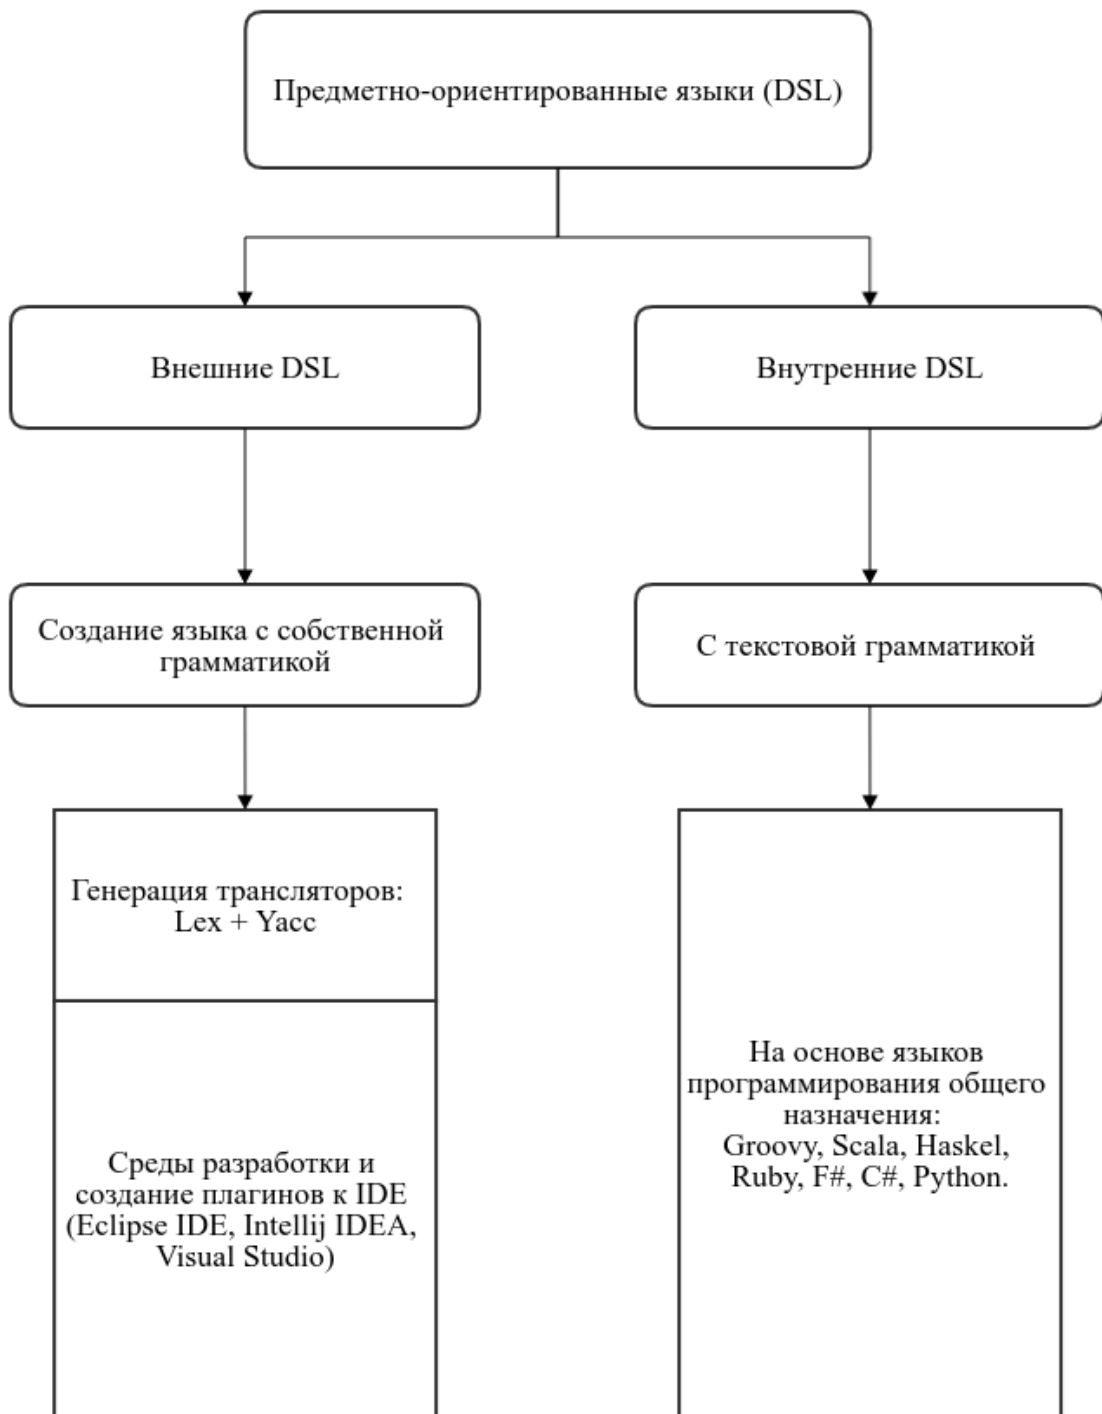 Предметно-ориентированные языки (DSL)
Внешние DSL
Внутренние DSL
Создание языка с собственной
грамматикой
С текстовой грамматикой
Генерация трансляторов:
Lex + Yacc
Среды разработки и
создание плагинов к IDE
(Eclipse IDE, Intellij IDEA,
Visual Studio)
На основе языков
программирования общего
назначения:
Groovy, Scala, Haskel,
Ruby, F#, C#, Python.